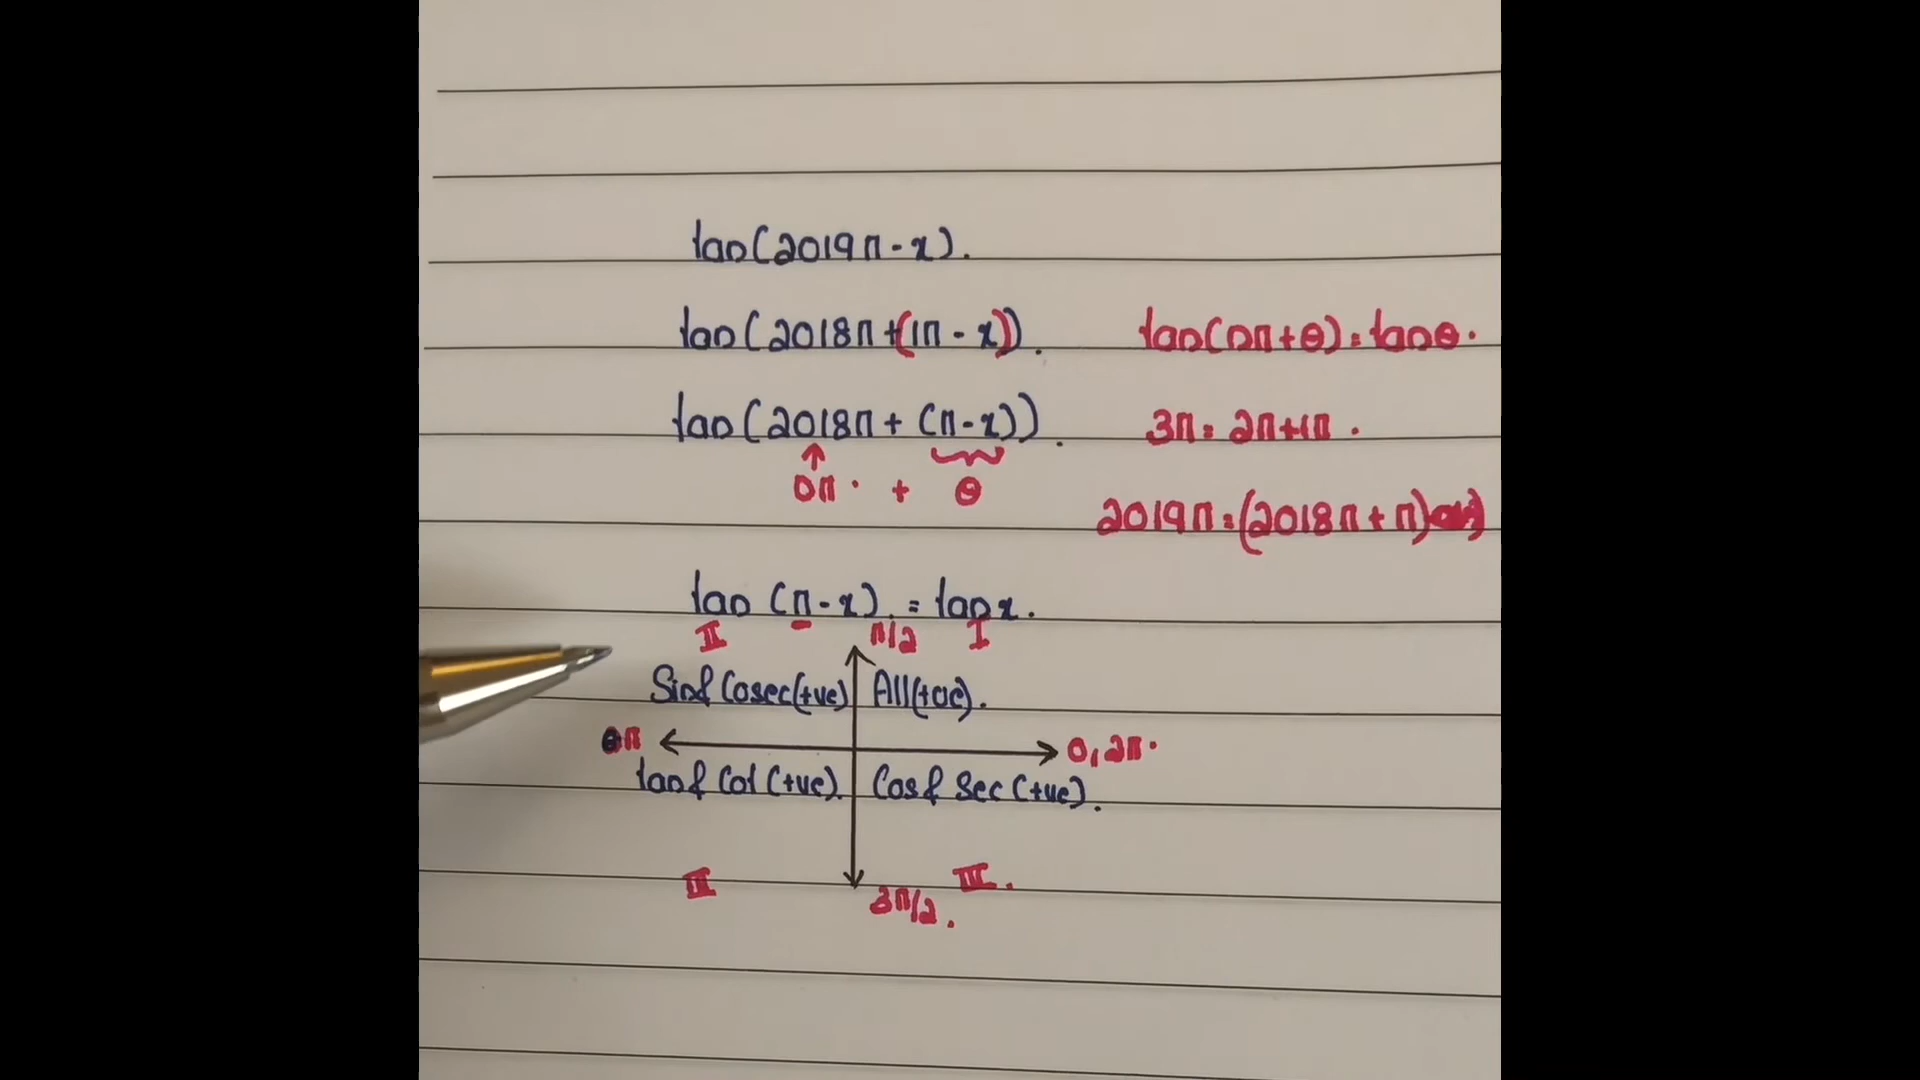 tan(2019π - x).
tan(2018π + (1π - x)).
tan(nπ + θ) = tanθ.
tan(2018π + (π - x)).
3π = 2π + 1π.
nπ. + θ
2019π = (2018π + π)
tan (π - x) = tan x.
II π/2 I
Sin & Cosec (+ve) All (+ve).
π 0, 2π.
tan & Cot (+ve). Cos & Sec (+ve).
III III.
3π/2.